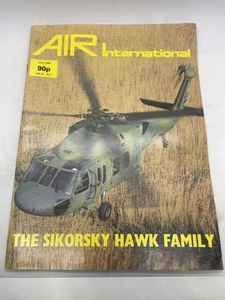 AIR International
90p
THE SIKORSKY HAWK FAMILY